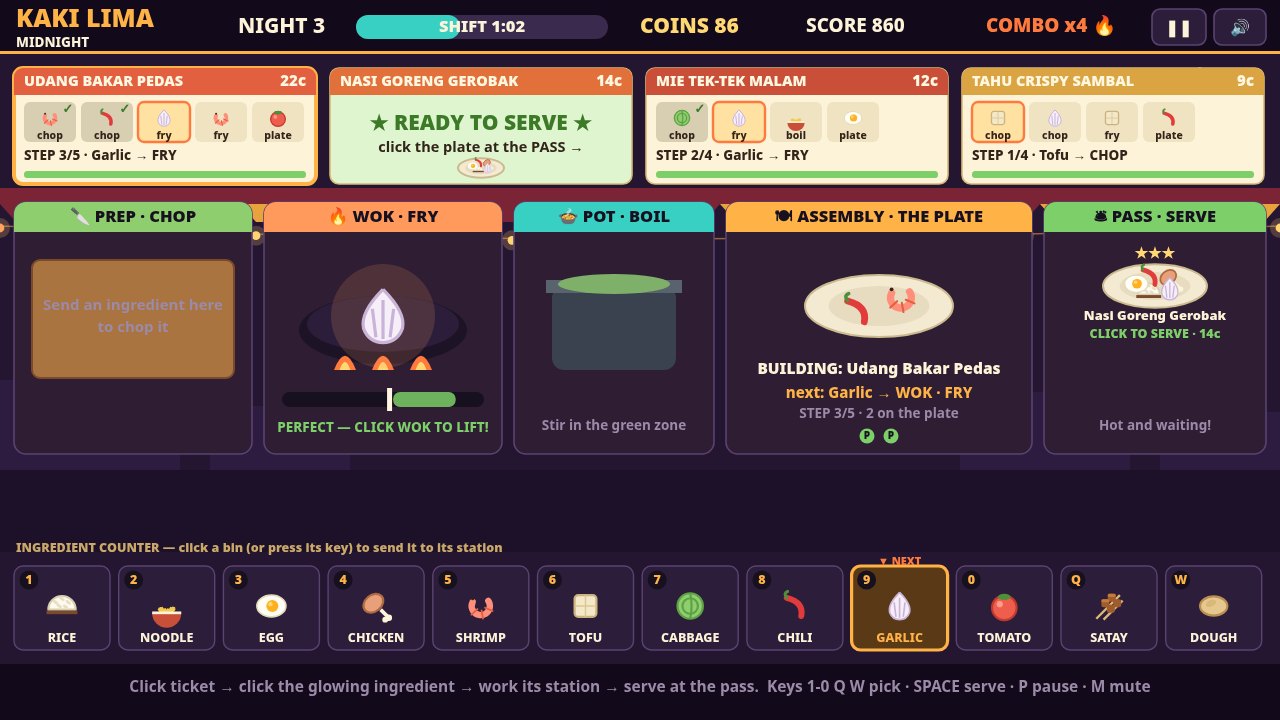 KAKI LIMA
MIDNIGHT
NIGHT 3
SHIFT 1:02
COINS 86
SCORE 860
COMBO x4
UDANG BAKAR PEDAS 22c
chop chop fry fry plate
STEP 3/5 · Garlic → FRY
NASI GORENG GEROBAK 14c
★ READY TO SERVE ★
click the plate at the PASS →
MIE TEK-TEK MALAM 12c
chop fry boil plate
STEP 2/4 · Garlic → FRY
TAHU CRISPY SAMBAL 9c
chop chop fry plate
STEP 1/4 · Tofu → CHOP
PREP · CHOP
Send an ingredient here
to chop it
WOK · FRY
PERFECT — CLICK WOK TO LIFT!
POT · BOIL
Stir in the green zone
ASSEMBLY · THE PLATE
BUILDING: Udang Bakar Pedas
next: Garlic → WOK · FRY
STEP 3/5 · 2 on the plate
P P
PASS · SERVE
★★★
Nasi Goreng Gerobak
CLICK TO SERVE · 14c
Hot and waiting!
INGREDIENT COUNTER — click a bin (or press its key) to send it to its station
▼ NEXT
1 RICE
2 NOODLE
3 EGG
4 CHICKEN
5 SHRIMP
6 TOFU
7 CABBAGE
8 CHILI
9 GARLIC
0 TOMATO
Q SATAY
W DOUGH
Click ticket → click the glowing ingredient → work its station → serve at the pass. Keys 1-0 Q W pick · SPACE serve · P pause · M mute